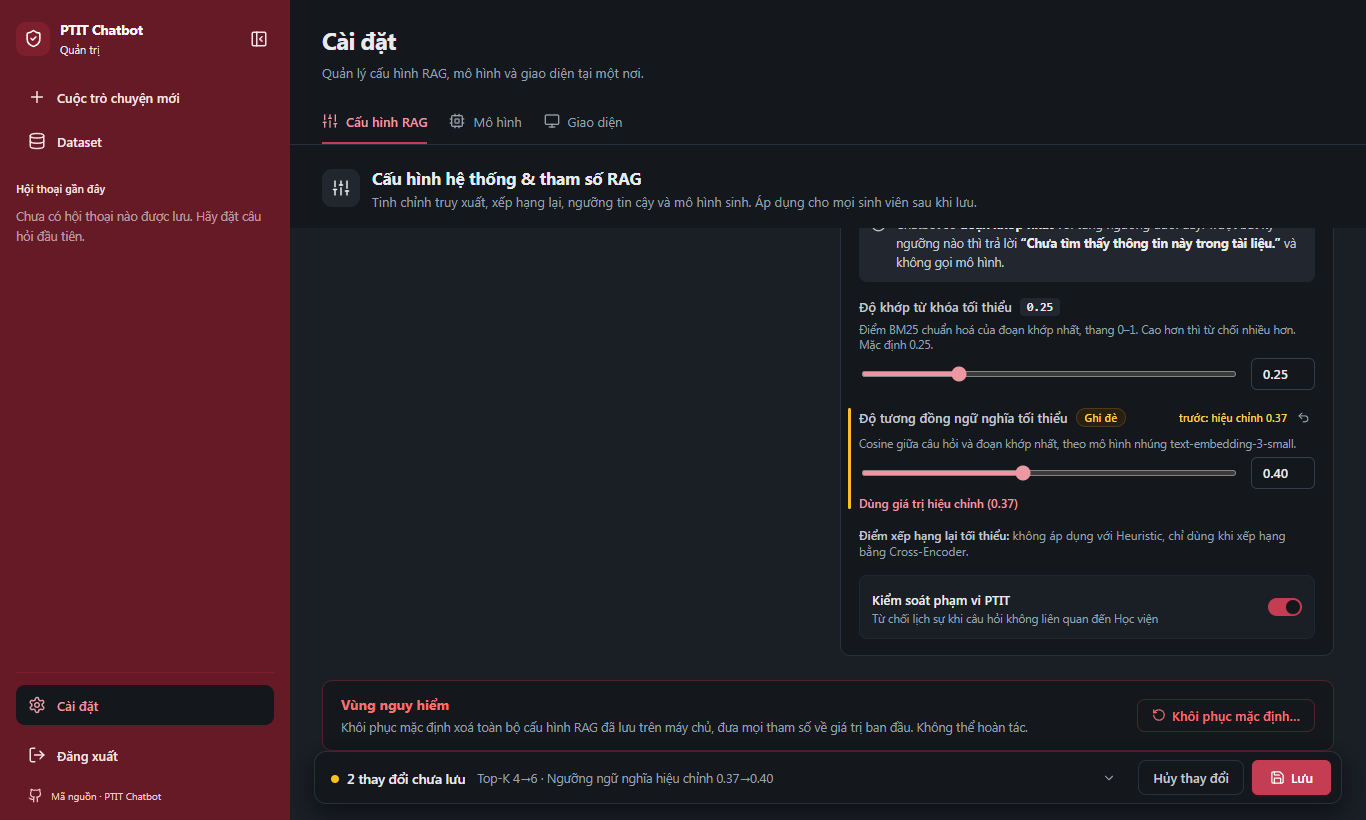 PTIT Chatbot
Quản trị
Cuộc trò chuyện mới
Dataset
Hội thoại gần đây
Chưa có hội thoại nào được lưu. Hãy đặt câu
hỏi đầu tiên.
Cài đặt
Đăng xuất
Mã nguồn · PTIT Chatbot
Cài đặt
Quản lý cấu hình RAG, mô hình và giao diện tại một nơi.
Cấu hình RAG
Mô hình
Giao diện
Cấu hình hệ thống & tham số RAG
Tinh chỉnh truy xuất, xếp hạng lại, ngưỡng tin cậy và mô hình sinh. Áp dụng cho mọi sinh viên sau khi lưu.
ngưỡng nào thì trả lời “Chưa tìm thấy thông tin này trong tài liệu.” và
không gọi mô hình.
Độ khớp từ khóa tối thiểu 0.25
Điểm BM25 chuẩn hoá của đoạn khớp nhất, thang 0–1. Cao hơn thì từ chối nhiều hơn.
Mặc định 0.25.
0.25
Độ tương đồng ngữ nghĩa tối thiểu Ghi đè trước: hiệu chỉnh 0.37
Cosine giữa câu hỏi và đoạn khớp nhất, theo mô hình nhúng text-embedding-3-small.
0.40
Dùng giá trị hiệu chỉnh (0.37)
Điểm xếp hạng lại tối thiểu: không áp dụng với Heuristic, chỉ dùng khi xếp hạng
bằng Cross-Encoder.
Kiểm soát phạm vi PTIT
Từ chối lịch sự khi câu hỏi không liên quan đến Học viện
Vùng nguy hiểm
Khôi phục mặc định xoá toàn bộ cấu hình RAG đã lưu trên máy chủ, đưa mọi tham số về giá trị ban đầu. Không thể hoàn tác.
Khôi phục mặc định...
2 thay đổi chưa lưu Top-K 4→6 · Ngưỡng ngữ nghĩa hiệu chỉnh 0.37→0.40
Hủy thay đổi
Lưu